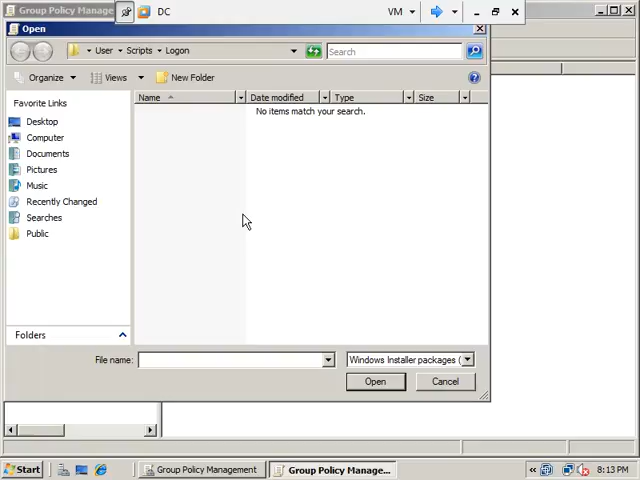 Group Policy Manage
DC
VM
Open
User
Scripts
Logon
Search
Organize
Views
New Folder
Favorite Links
Name
Date modified
Type
Size
No items match your search.
Desktop
Computer
Documents
Pictures
Music
Recently Changed
Searches
Public
Folders
File name:
Windows Installer packages (
Open
Cancel
Start
Group Policy Management
Group Policy Manage...
8:13 PM